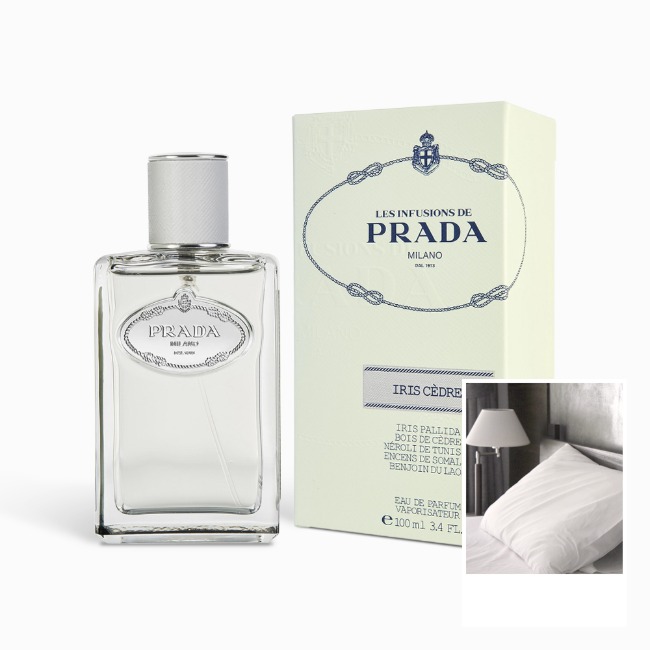 PRADA
MILANO
LES INFUSIONS DE
PRADA
MILANO
DAL 1913
IRIS CÈDRE
IRIS PALLIDA
BOIS DE CÈDRE
NÉROLI DE TUNIS
ENCENS DE SOMAL
BENJOIN DU LAO
EAU DE PARFUM
VAPORISATEUR
e 100 ml 3.4 FL.